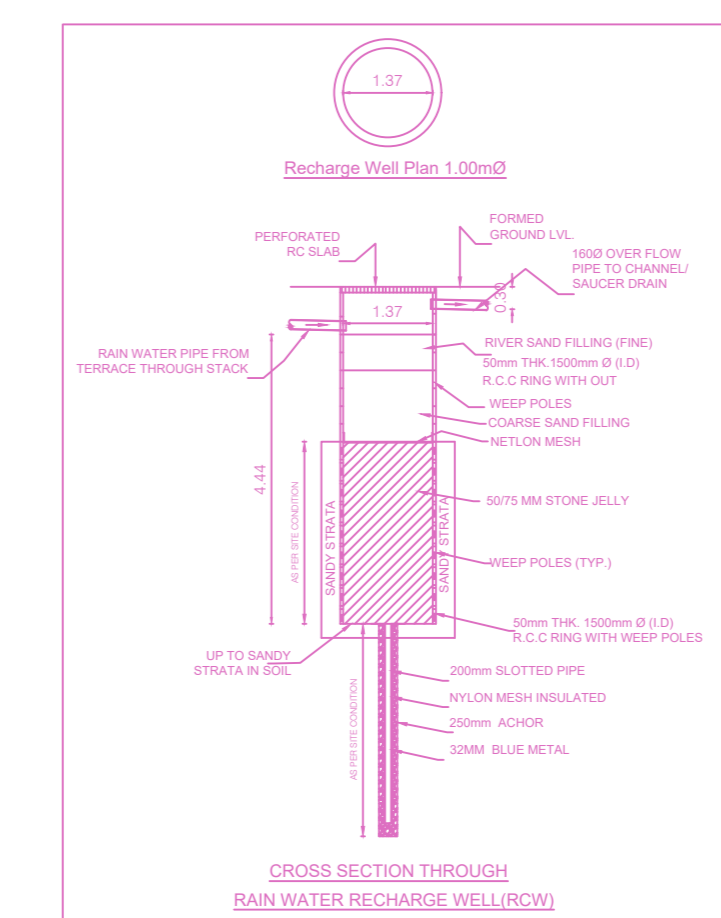 1.37
Recharge Well Plan 1.00mØ
FORMED
GROUND LVL.
PERFORATED
RC SLAB
160Ø OVER FLOW
PIPE TO CHANNEL/
SAUCER DRAIN
0.30
1.37
RAIN WATER PIPE FROM
TERRACE THROUGH STACK
RIVER SAND FILLING (FINE)
50mm THK.1500mm Ø (I.D)
R.C.C RING WITH OUT
WEEP POLES
COARSE SAND FILLING
NETLON MESH
4.44
AS PER SITE CONDITION
SANDY STRATA
SANDY STRATA
50/75 MM STONE JELLY
WEEP POLES (TYP.)
50mm THK. 1500mm Ø (I.D)
R.C.C RING WITH WEEP POLES
UP TO SANDY
STRATA IN SOIL
AS PER SITE CONDITION
200mm SLOTTED PIPE
NYLON MESH INSULATED
250mm ACHOR
32MM BLUE METAL
CROSS SECTION THROUGH
RAIN WATER RECHARGE WELL(RCW)